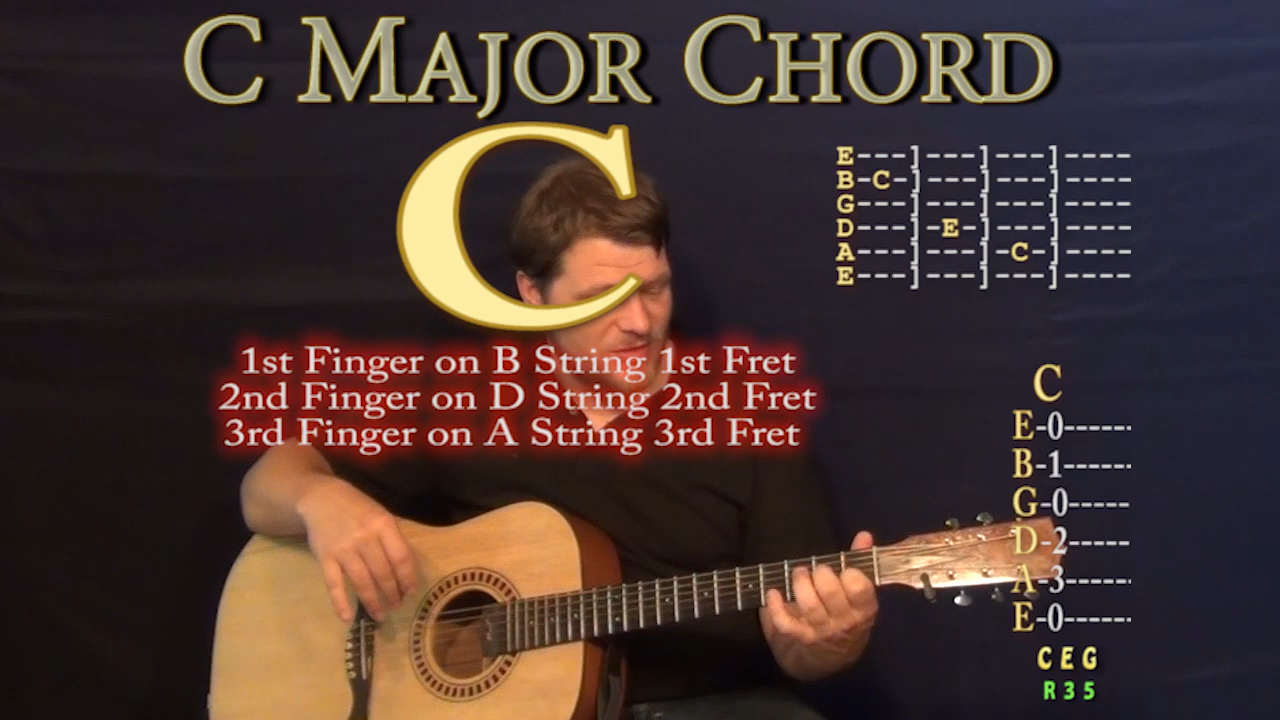 C MAJOR CHORD
C
E---]---]---]----
B-C-]---]---]----
G---]---]---]----
D---]-E-]---]----
A---]---]-C-]----
E---]---]---]----
1st Finger on B String 1st Fret
2nd Finger on D String 2nd Fret
3rd Finger on A String 3rd Fret
C
E-0------
B-1------
G-0-----
D-2-----
A-3-----
E-0------
C E G
R 3 5